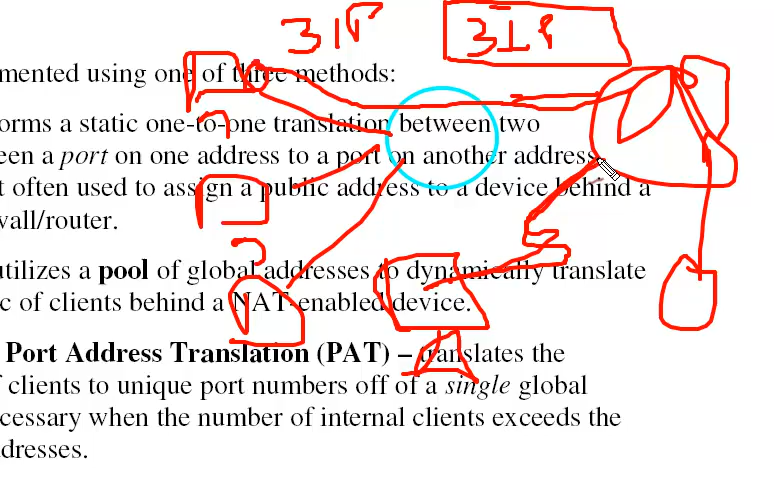 3IP 3IP
mented using one of three methods:
orms a static one-to-one translation between two
een a port on one address to a port on another address
t often used to assign a public address to a device behind a
wall/router.
utilizes a pool of global addresses to dynamically translate
c of clients behind a NAT-enabled device.
Port Address Translation (PAT) – translates the
f clients to unique port numbers off of a single global
cessary when the number of internal clients exceeds the
dresses.